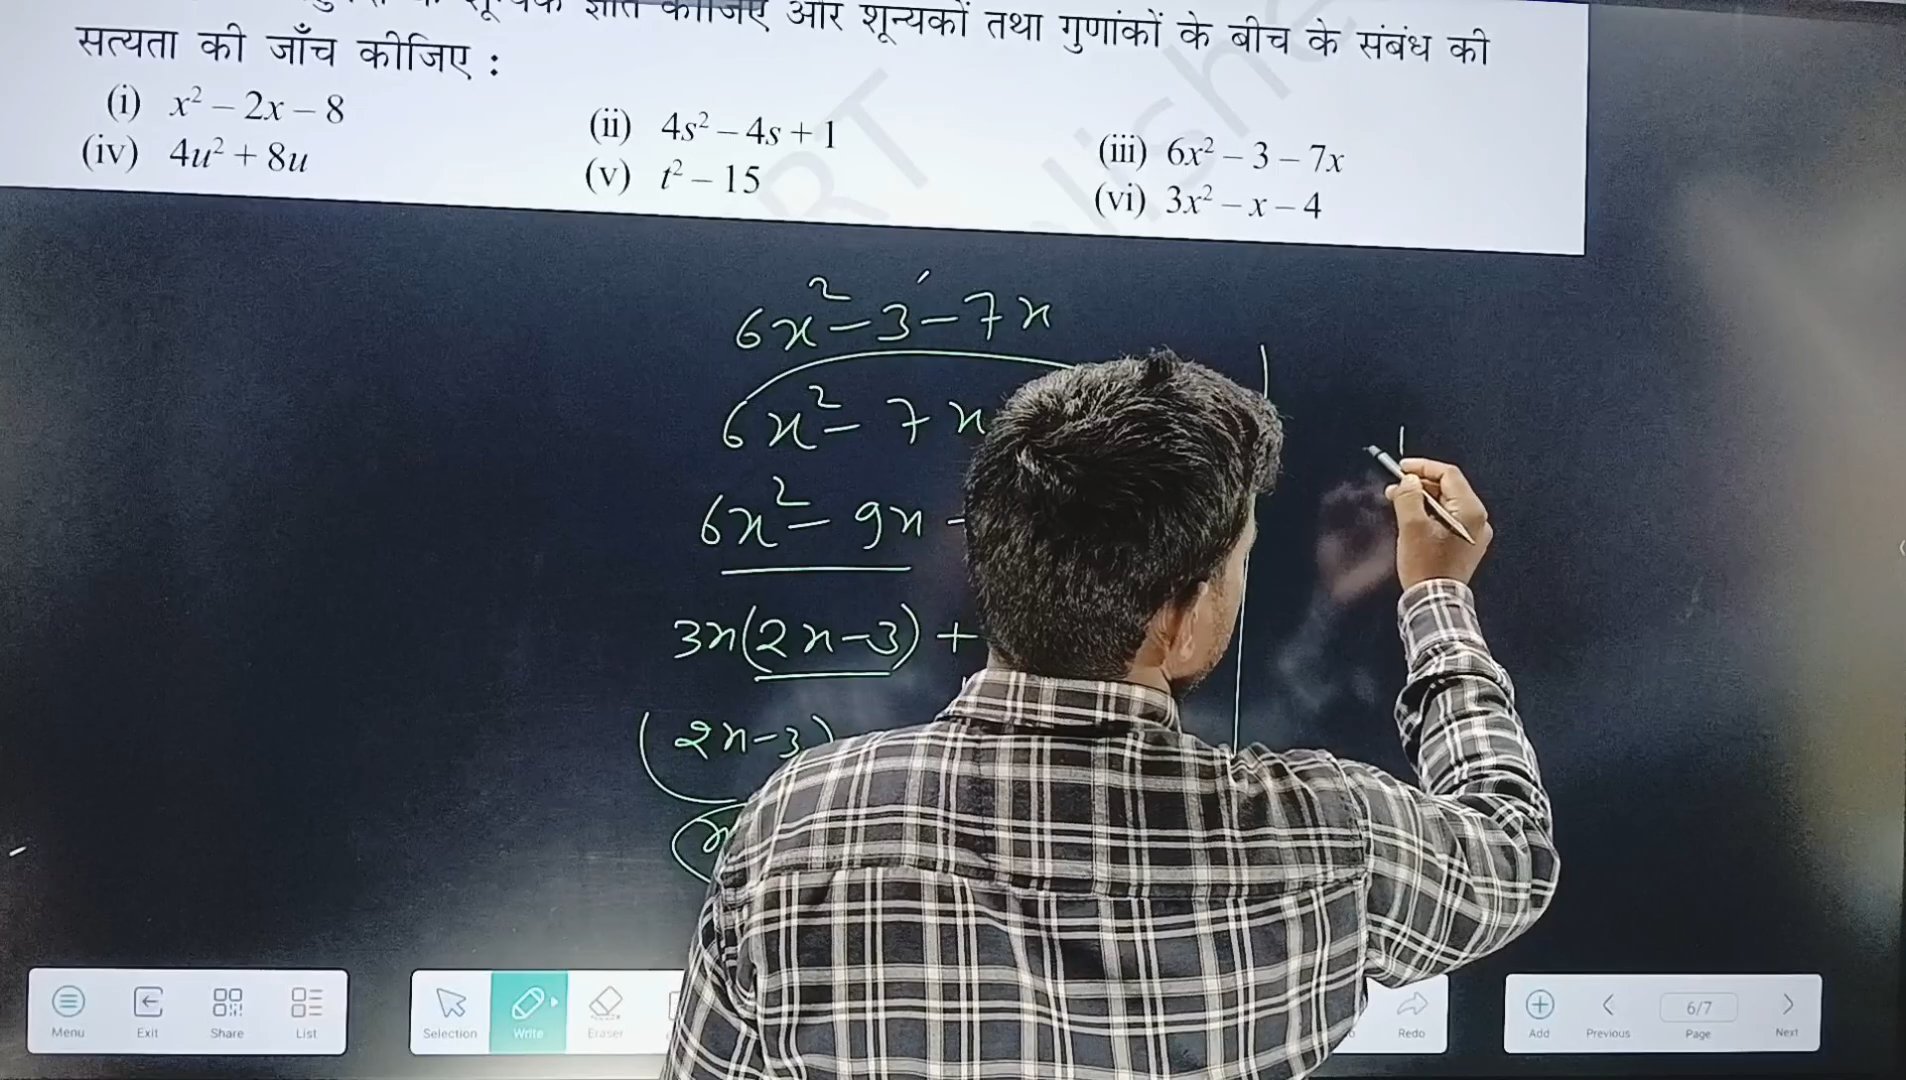 शून्यकों तथा गुणांकों के बीच के संबंध की
सत्यता की जाँच कीजिए :
(i) x² – 2x – 8
(ii) 4s² – 4s + 1
(iii) 6x² – 3 – 7x
(iv) 4u² + 8u
(v) t² – 15
(vi) 3x² – x – 4
6x² – 3 – 7x
6x² – 7x
6x² – 9x –
3x(2x–3) +
(2x–3)
Menu Exit Share List Selection Write Eraser Redo Add Previous 6/7 Page Next